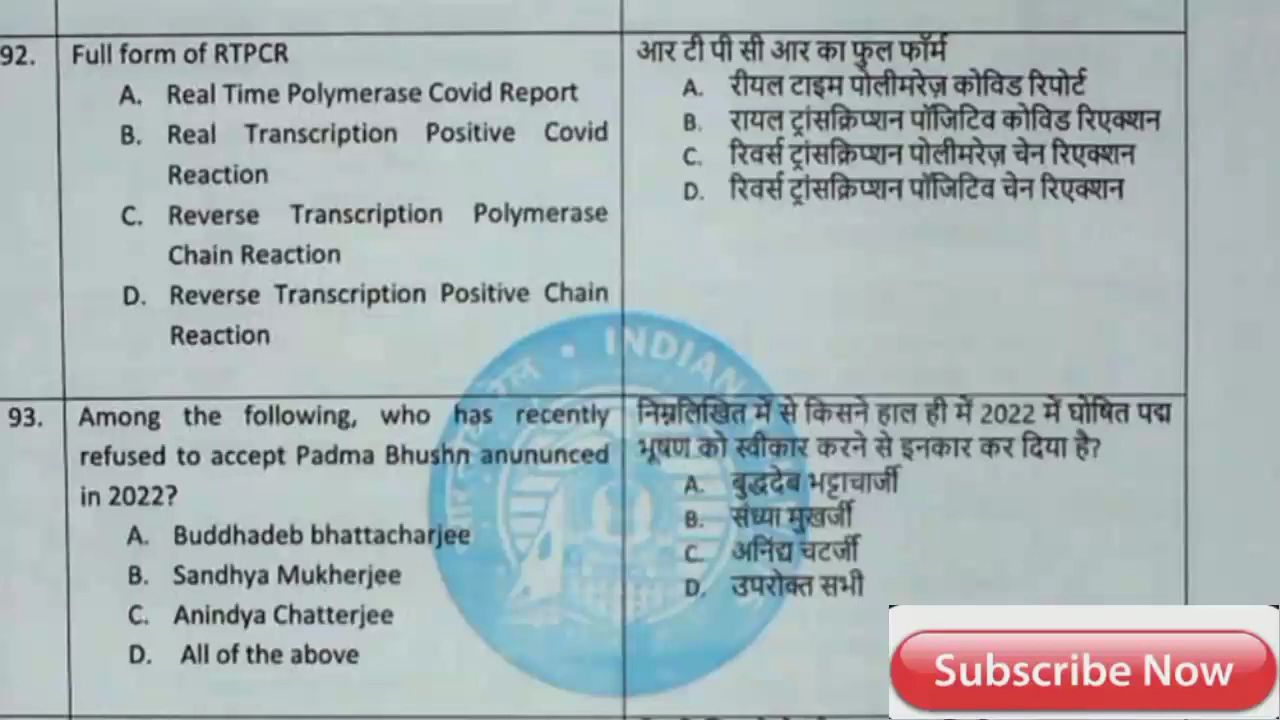 92.
Full form of RTPCR
A. Real Time Polymerase Covid Report
B. Real Transcription Positive Covid
Reaction
C. Reverse Transcription Polymerase
Chain Reaction
D. Reverse Transcription Positive Chain
Reaction
आर टी पी सी आर का फुल फॉर्म
A. रीयल टाइम पोलीमरेज़ कोविड रिपोर्ट
B. रायल ट्रांसक्रिप्शन पॉजिटिव कोविड रिएक्शन
C. रिवर्स ट्रांसक्रिप्शन पोलीमरेज़ चेन रिएक्शन
D. रिवर्स ट्रांसक्रिप्शन पॉजिटिव चेन रिएक्शन
93.
Among the following, who has recently
refused to accept Padma Bhushn anununced
in 2022?
A. Buddhadeb bhattacharjee
B. Sandhya Mukherjee
C. Anindya Chatterjee
D. All of the above
निम्नलिखित में से किसने हाल ही में 2022 में घोषित पद्म
भूषण को स्वीकार करने से इनकार कर दिया है?
A. बुद्धदेब भट्टाचार्जी
B. संध्या मुखर्जी
C. अनिंद्य चटर्जी
D. उपरोक्त सभी
INDIAN
Subscribe Now